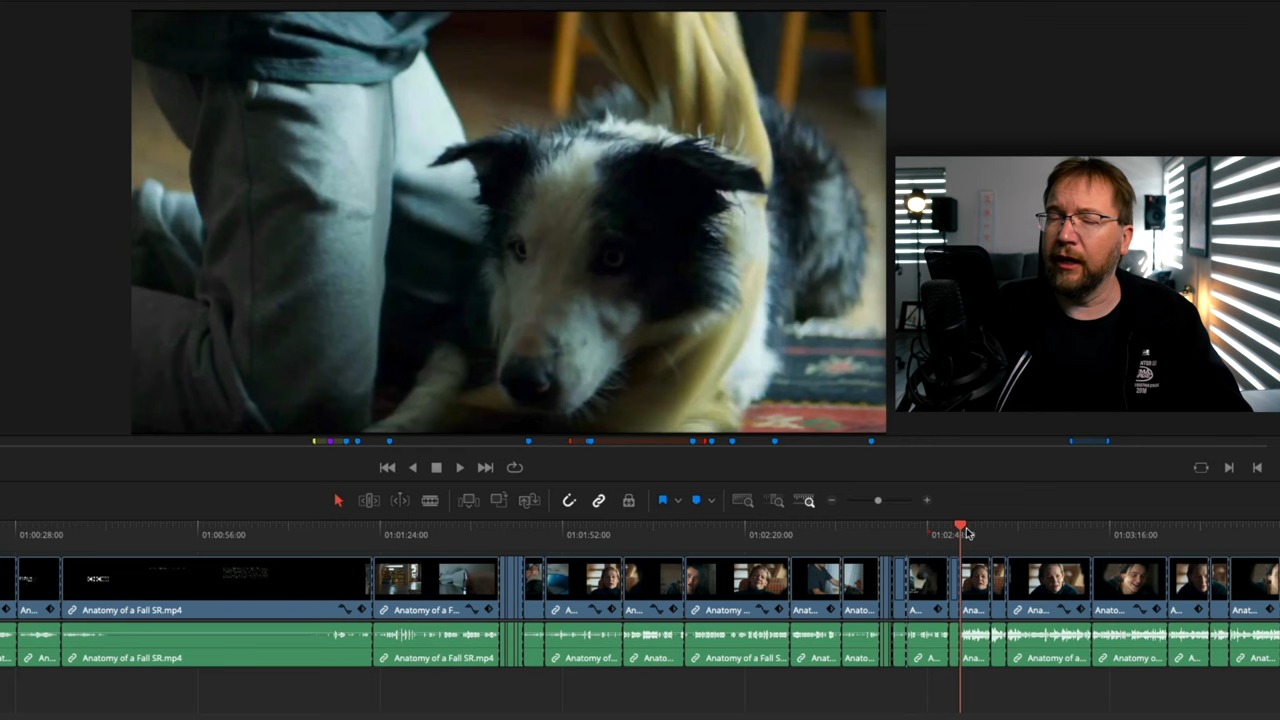 2018
01:00:28:00
01:00:56:00
01:01:24:00
01:01:52:00
01:02:20:00
01:03:16:00
An...
Anatomy of a Fall SR.mp4
Anatomy of a F...
A...
An...
Anatomy ...
Anat...
Anato...
A...
Ana...
Ana...
Anato...
A...
Anat...
An...
Anatomy of a Fall SR.mp4
Anatomy of a Fall SR.mp4
Anatomy of...
Anato...
Anatomy of a Fall S...
Anat...
Anat...
A...
Ana...
Anatomy of a...
Anatomy o...
A...
Anat...